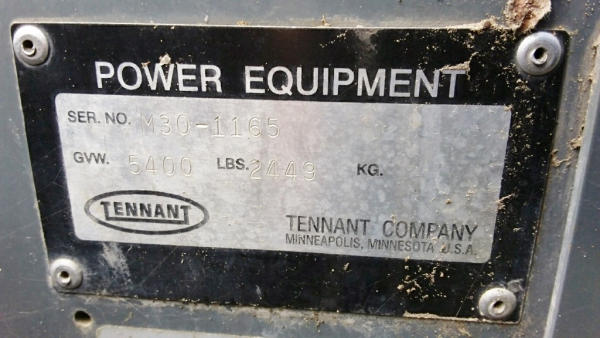 POWER EQUIPMENT
SER. NO. M30-1165
GVW. 5400 LBS. 2449 KG.
TENNANT
TENNANT COMPANY
MINNEAPOLIS, MINNESOTA U.S.A.